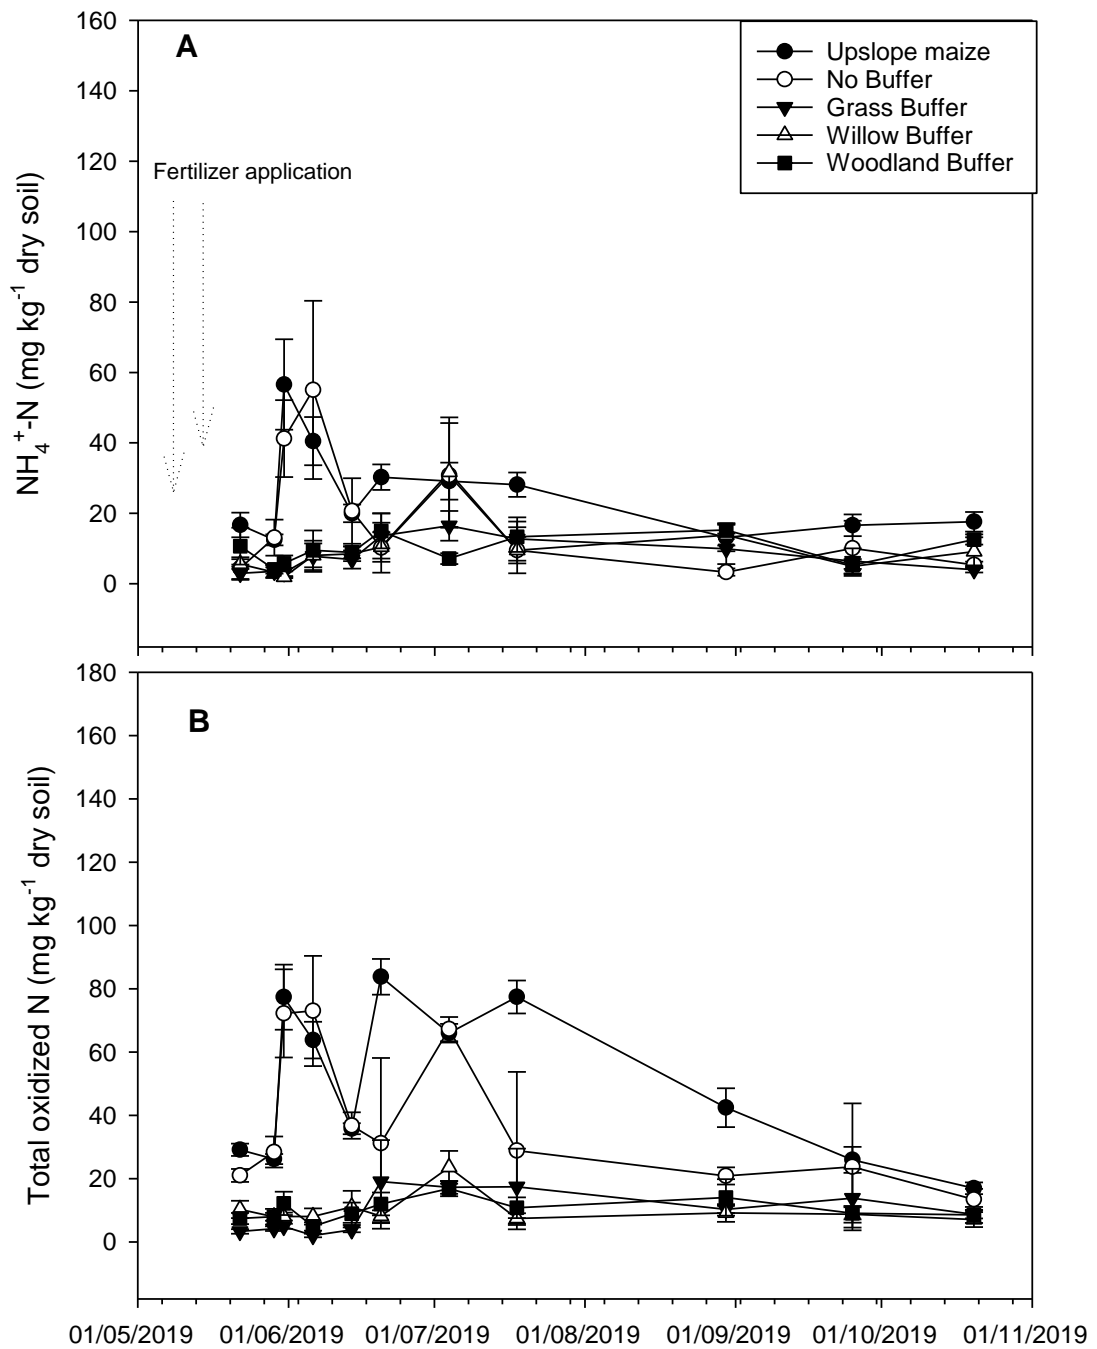 160
A
Upslope maize
No Buffer
Grass Buffer
Willow Buffer
Woodland Buffer
140
120
Fertilizer application
100
80
60
40
20
0
NH₄⁺-N (mg kg⁻¹ dry soil)
180
B
160
140
120
100
80
60
40
20
0
Total oxidized N (mg kg⁻¹ dry soil)
01/05/2019 01/06/2019 01/07/2019 01/08/2019 01/09/2019 01/10/2019 01/11/2019